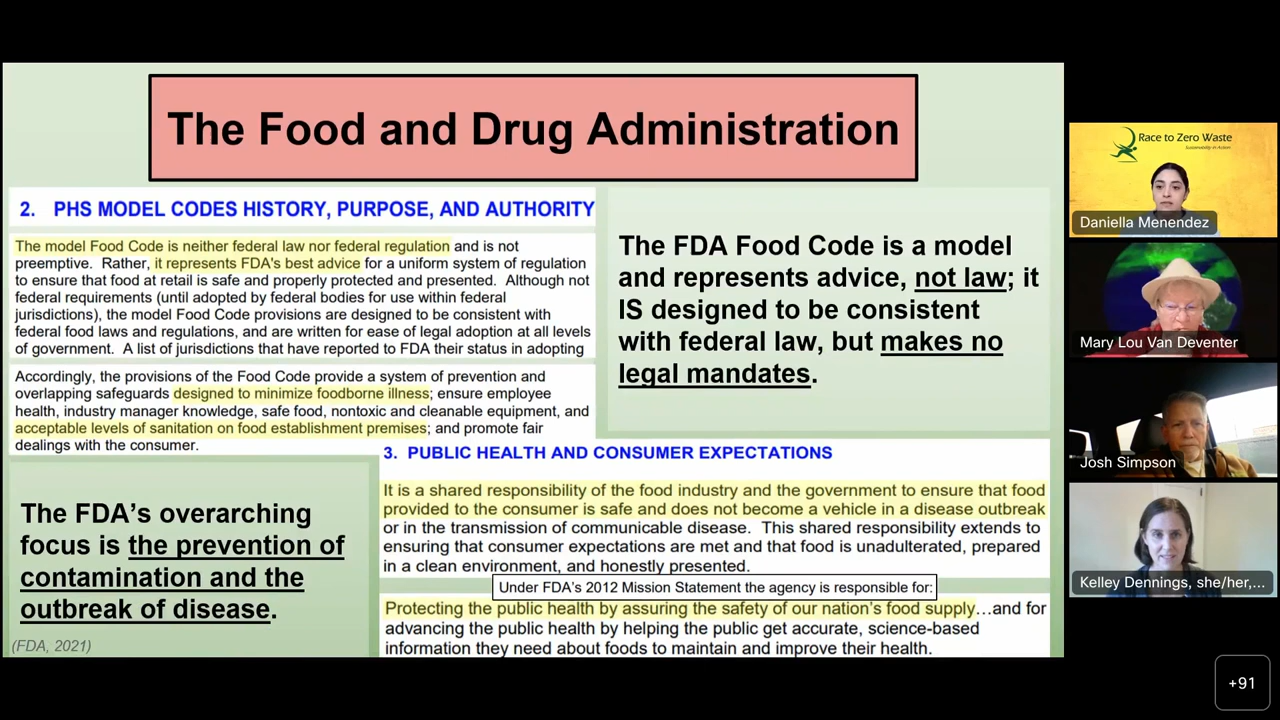 The Food and Drug Administration
2. PHS MODEL CODES HISTORY, PURPOSE, AND AUTHORITY
The model Food Code is neither federal law nor federal regulation and is not
preemptive. Rather, it represents FDA's best advice for a uniform system of regulation
to ensure that food at retail is safe and properly protected and presented. Although not
federal requirements (until adopted by federal bodies for use within federal
jurisdictions), the model Food Code provisions are designed to be consistent with
federal food laws and regulations, and are written for ease of legal adoption at all levels
of government. A list of jurisdictions that have reported to FDA their status in adopting
Accordingly, the provisions of the Food Code provide a system of prevention and
overlapping safeguards designed to minimize foodborne illness; ensure employee
health, industry manager knowledge, safe food, nontoxic and cleanable equipment, and
acceptable levels of sanitation on food establishment premises; and promote fair
dealings with the consumer.
The FDA Food Code is a model
and represents advice, not law; it
IS designed to be consistent
with federal law, but makes no
legal mandates.
3. PUBLIC HEALTH AND CONSUMER EXPECTATIONS
It is a shared responsibility of the food industry and the government to ensure that food
provided to the consumer is safe and does not become a vehicle in a disease outbreak
or in the transmission of communicable disease. This shared responsibility extends to
ensuring that consumer expectations are met and that food is unadulterated, prepared
in a clean environment, and honestly presented.
Under FDA's 2012 Mission Statement the agency is responsible for:
Protecting the public health by assuring the safety of our nation's food supply…and for
advancing the public health by helping the public get accurate, science-based
information they need about foods to maintain and improve their health.
The FDA's overarching
focus is the prevention of
contamination and the
outbreak of disease.
(FDA, 2021)
Race to Zero Waste
Sustainability in Action
Daniella Menendez
Mary Lou Van Deventer
Josh Simpson
Kelley Dennings, she/her,...
+91